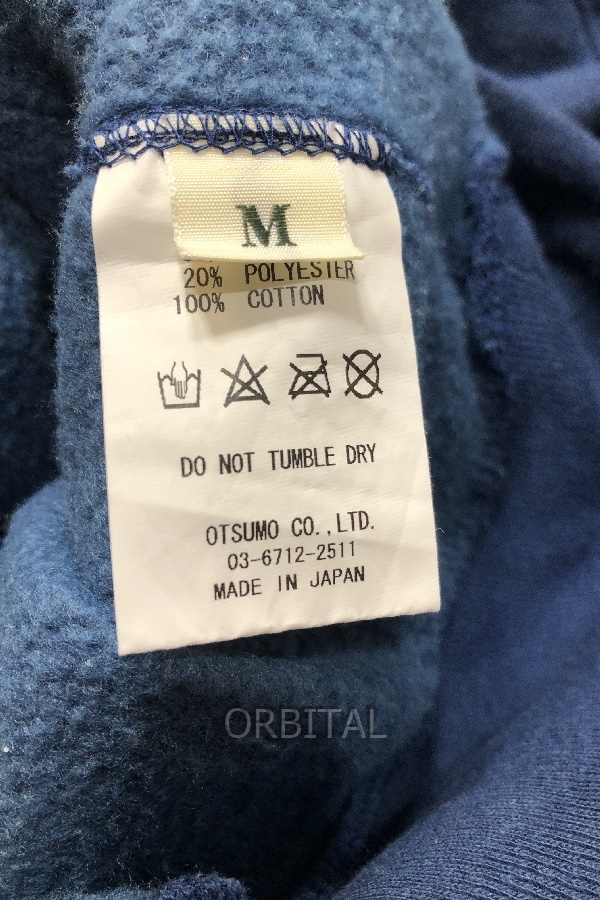 M
20% POLYESTER
100% COTTON
DO NOT TUMBLE DRY
OTSUMO CO.,LTD.
03-6712-2511
MADE IN JAPAN
ORBITAL